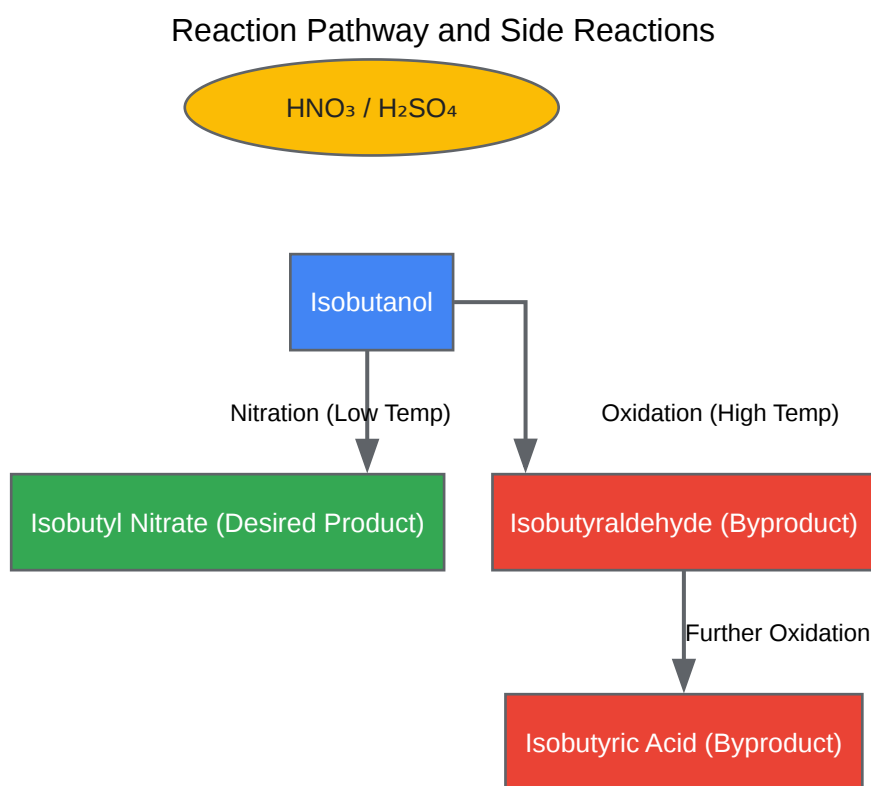 Reaction Pathway and Side Reactions
HNO₃ / H₂SO₄
Isobutanol
Nitration (Low Temp)
Oxidation (High Temp)
Isobutyl Nitrate (Desired Product)
Isobutyraldehyde (Byproduct)
Further Oxidation
Isobutyric Acid (Byproduct)